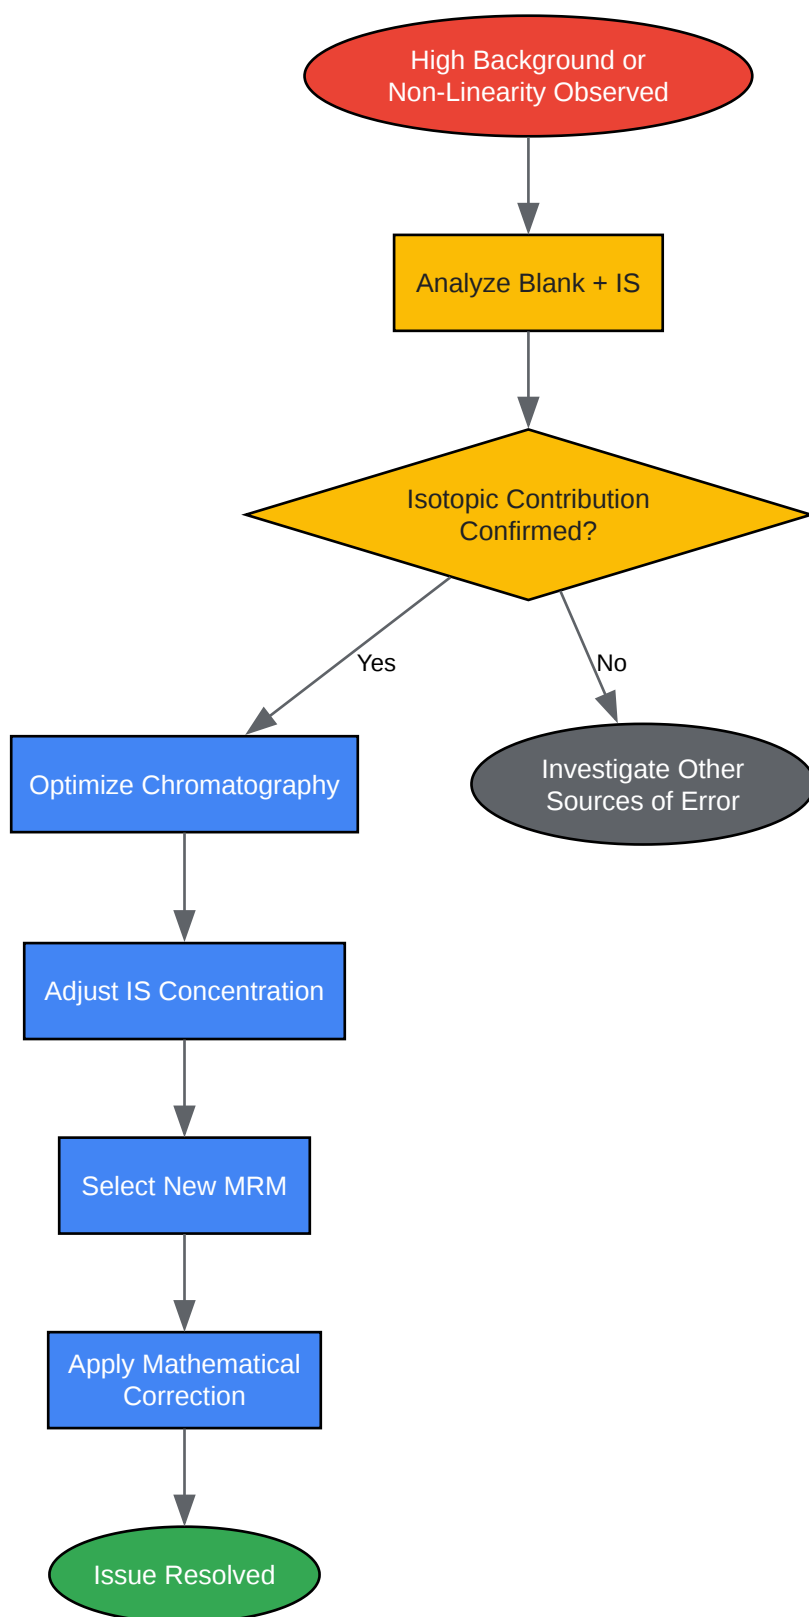 High Background or
Non-Linearity Observed
Analyze Blank + IS
Isotopic Contribution
Confirmed?
Yes
No
Optimize Chromatography
Investigate Other
Sources of Error
Adjust IS Concentration
Select New MRM
Apply Mathematical
Correction
Issue Resolved